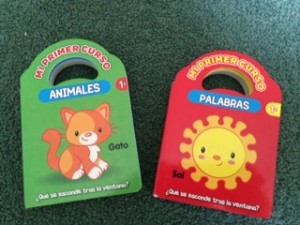 MI PRIMER CURSO
ANIMALES
1+
Gato
¿Qué se esconde tras la ventana?
MI PRIMER CURSO
PALABRAS
1+
Sol
¿Qué se esconde tras la ventana?